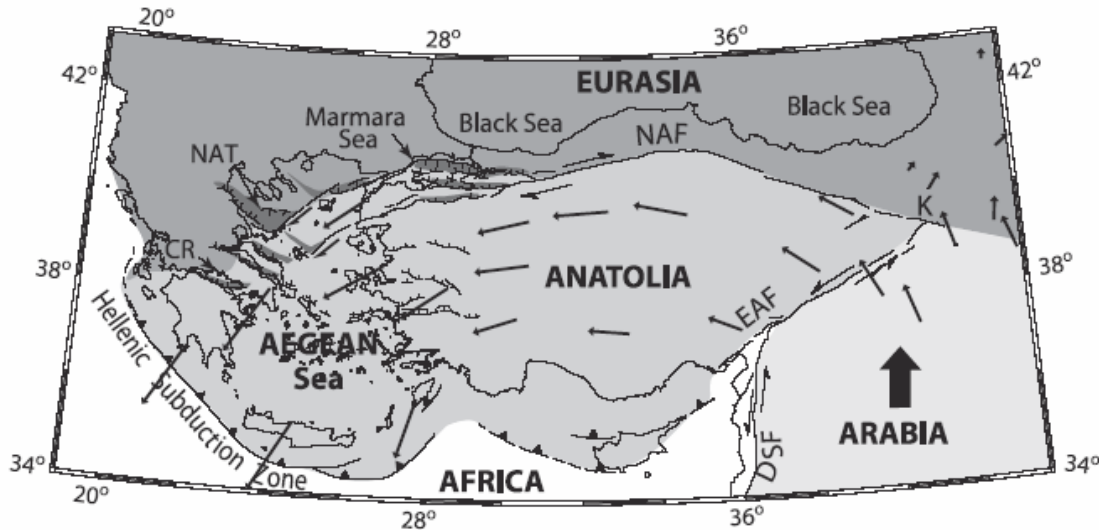 20°
28°
36°
42°
42°
EURASIA
Black Sea
Black Sea
Marmara
Sea
NAF
NAT
K
CR
38°
38°
ANATOLIA
EAF
AEGEAN
Sea
Hellenic Subduction Zone
ARABIA
DSF
AFRICA
34°
34°
20°
28°
36°